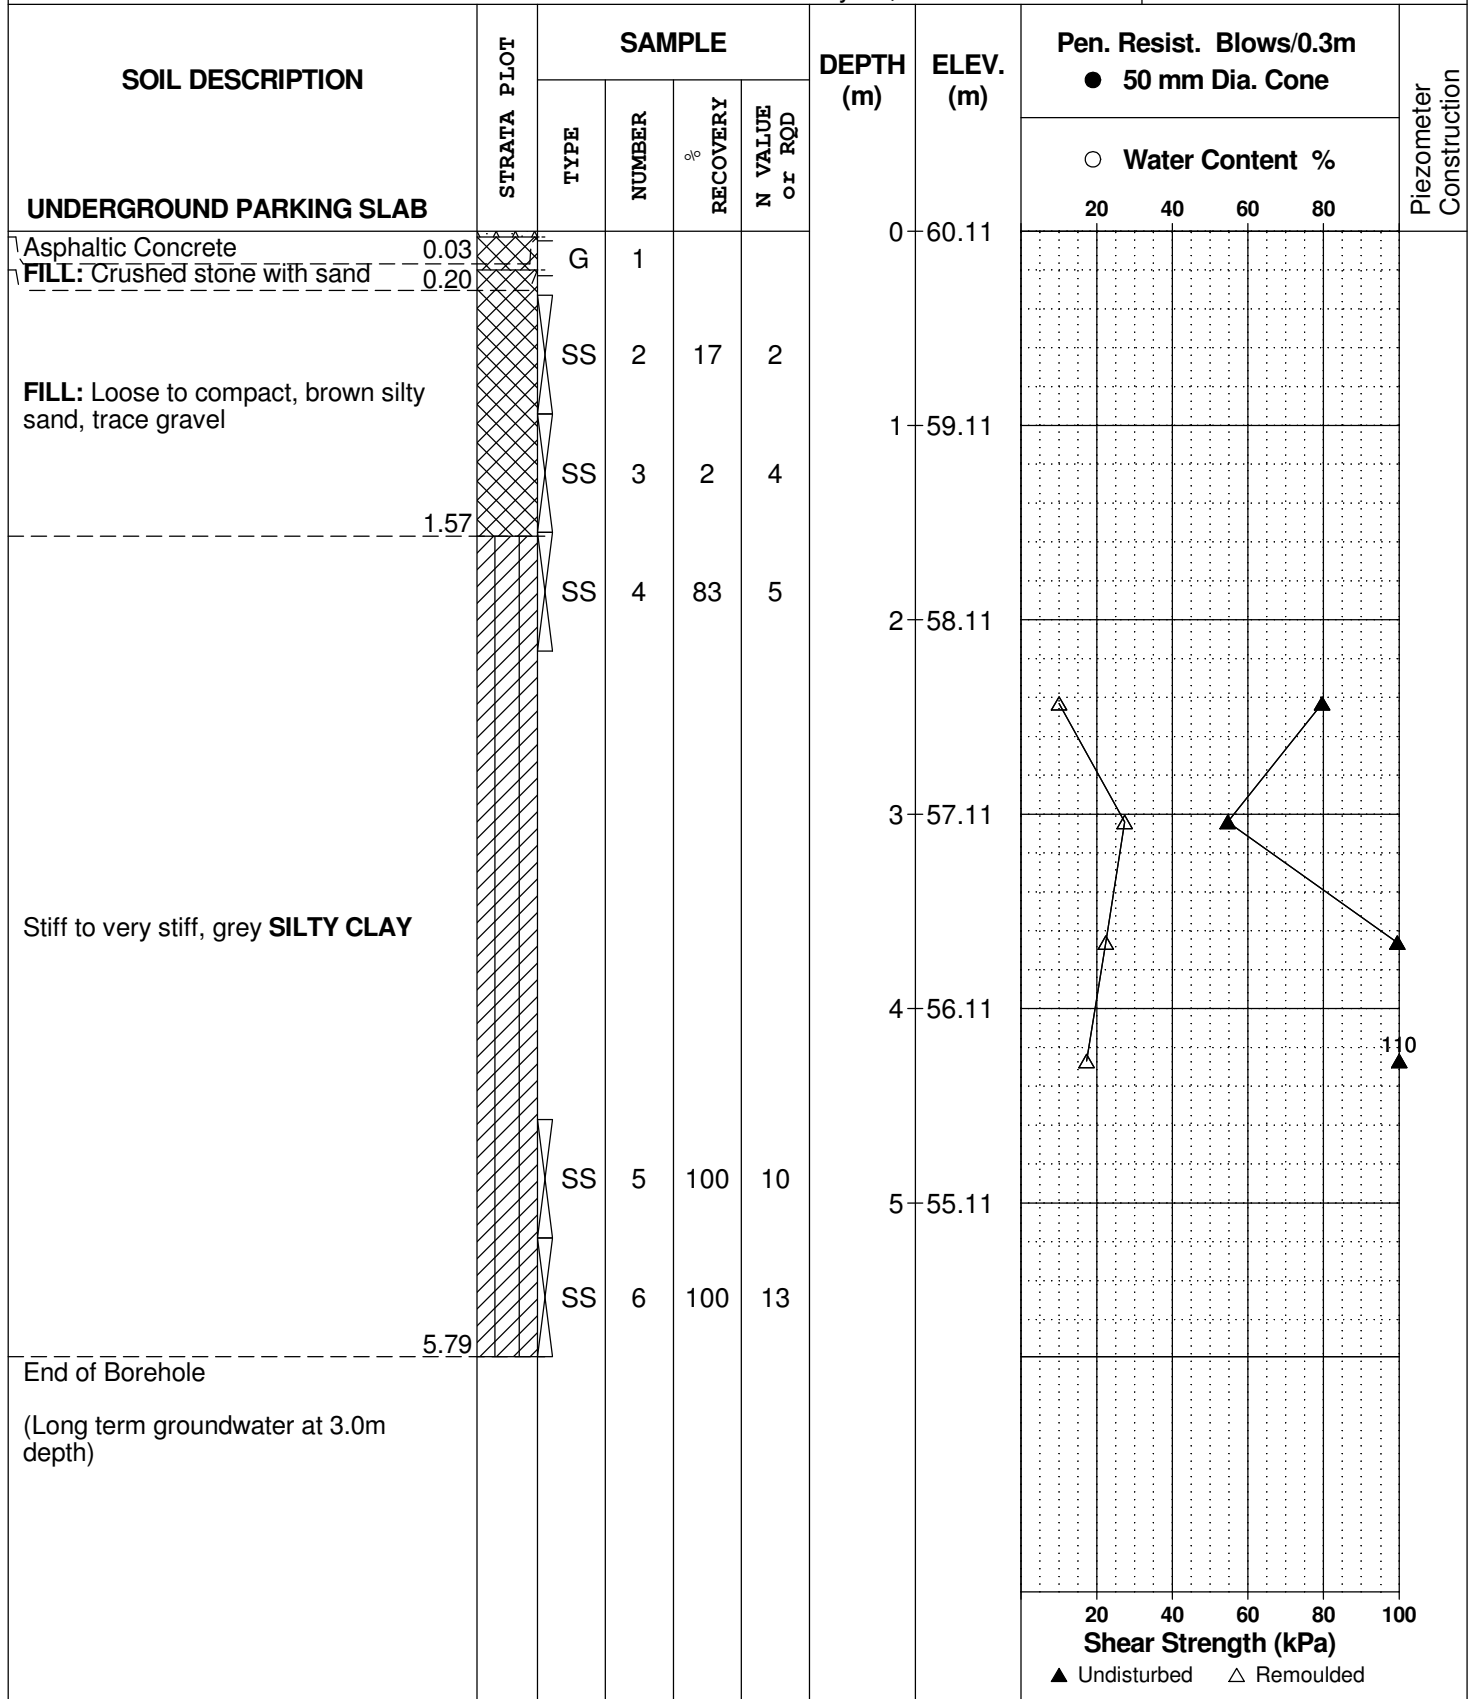 SOIL DESCRIPTION
UNDERGROUND PARKING SLAB
STRATA PLOT
SAMPLE
TYPE
NUMBER
% RECOVERY
N VALUE or RQD
DEPTH (m)
ELEV. (m)
Pen. Resist. Blows/0.3m
● 50 mm Dia. Cone
○ Water Content %
20 40 60 80
Piezometer Construction
0 60.11
Asphaltic Concrete 0.03
G 1
FILL: Crushed stone with sand 0.20
SS 2 17 2
FILL: Loose to compact, brown silty
sand, trace gravel
1 59.11
SS 3 2 4
1.57
SS 4 83 5
2 58.11
3 57.11
Stiff to very stiff, grey SILTY CLAY
4 56.11
110
SS 5 100 10
5 55.11
SS 6 100 13
5.79
End of Borehole
(Long term groundwater at 3.0m
depth)
20 40 60 80 100
Shear Strength (kPa)
▲ Undisturbed △ Remoulded